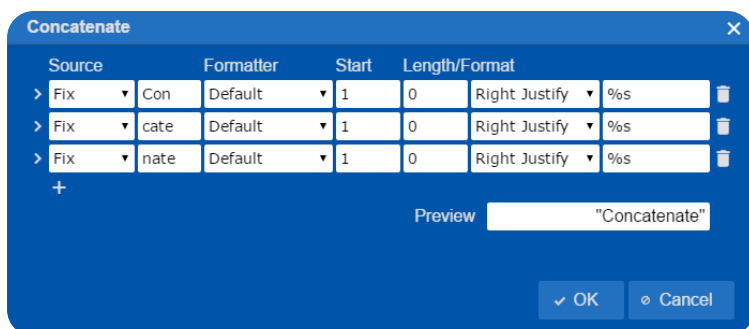 Concatenate
Source Formatter Start Length/Format
Fix Con Default 1 0 Right Justify %s
Fix cate Default 1 0 Right Justify %s
Fix nate Default 1 0 Right Justify %s
Preview "Concatenate"
OK Cancel